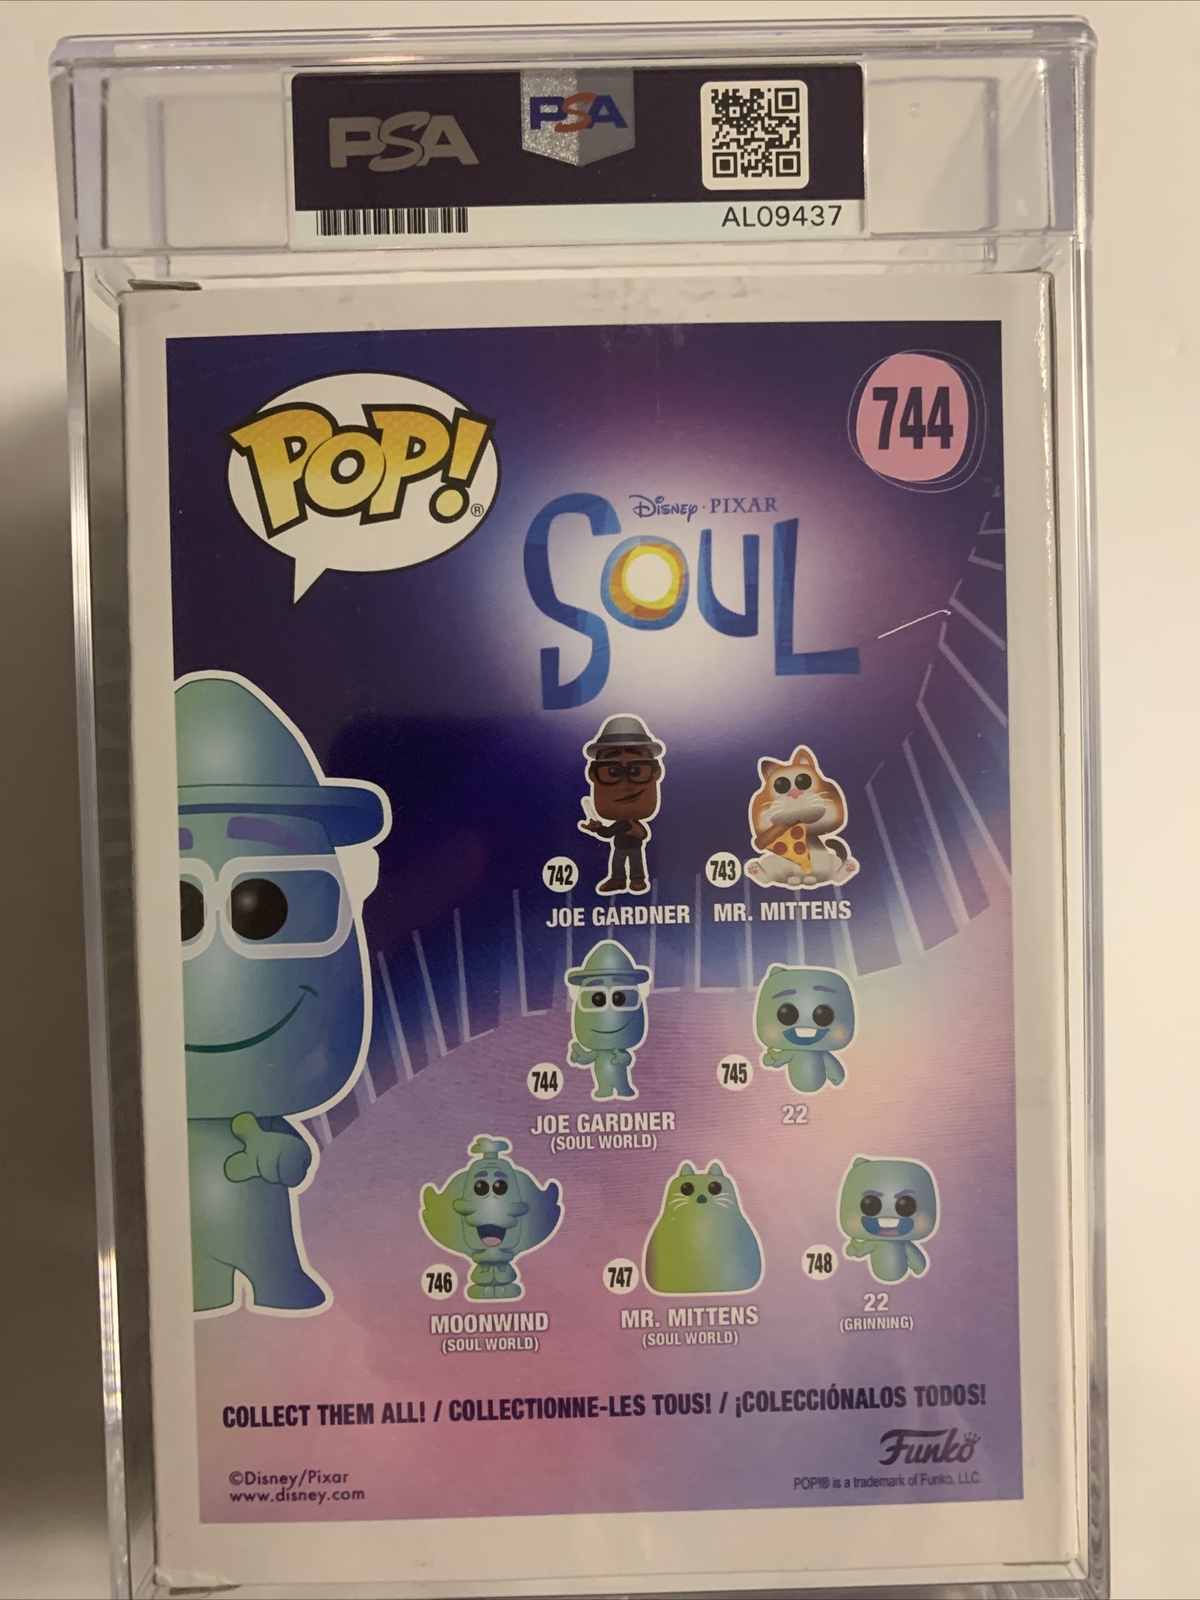 PSA
PSA
AL09437
744
POP!®
Disney · PIXAR
SOUL
742
JOE GARDNER
743
MR. MITTENS
744
JOE GARDNER
(SOUL WORLD)
745
22
746
MOONWIND
(SOUL WORLD)
747
MR. MITTENS
(SOUL WORLD)
748
22
(GRINNING)
COLLECT THEM ALL! / COLLECTIONNE-LES TOUS! / ¡COLECCIÓNALOS TODOS!
Funko
©Disney/Pixar
www.disney.com
POP!® is a trademark of Funko, LLC.